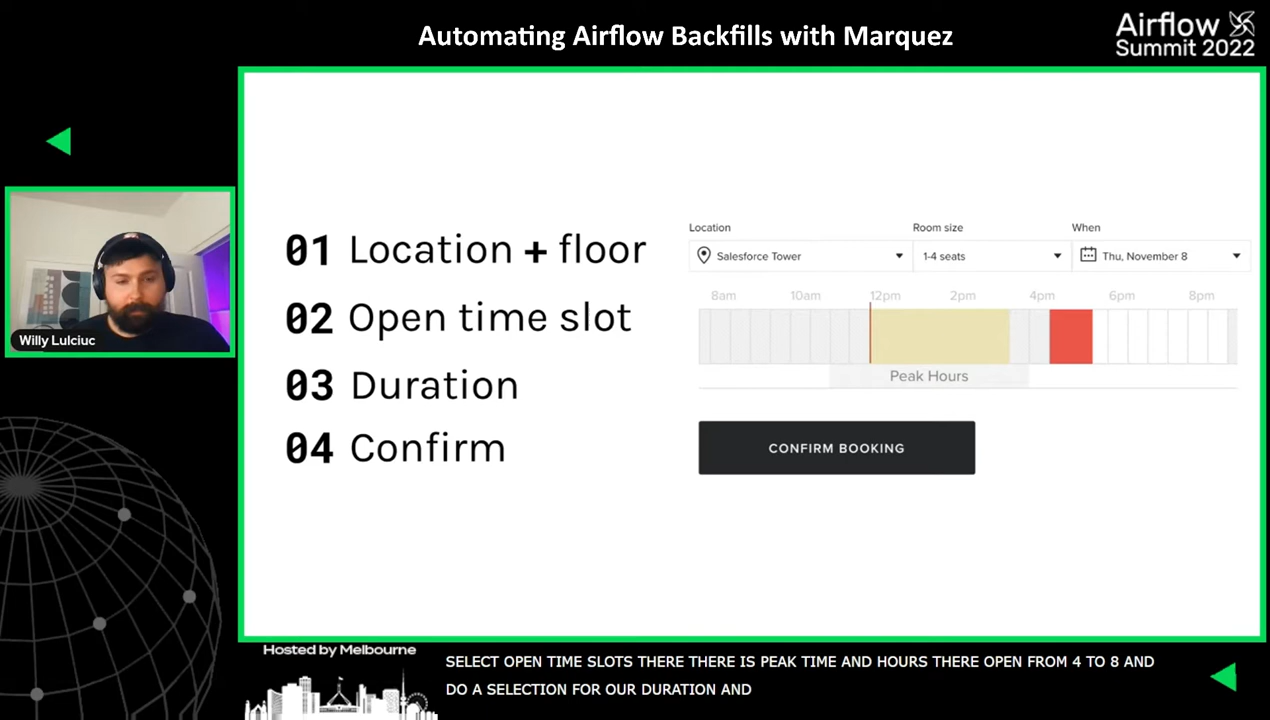 Automating Airflow Backfills with Marquez
Airflow
Summit 2022
01 Location + floor
02 Open time slot
03 Duration
04 Confirm
Location
Room size
When
Salesforce Tower
1-4 seats
Thu, November 8
8am 10am 12pm 2pm 4pm 6pm 8pm
Peak Hours
CONFIRM BOOKING
Willy Lulciuc
Hosted by Melbourne
SELECT OPEN TIME SLOTS THERE THERE IS PEAK TIME AND HOURS THERE OPEN FROM 4 TO 8 AND
DO A SELECTION FOR OUR DURATION AND